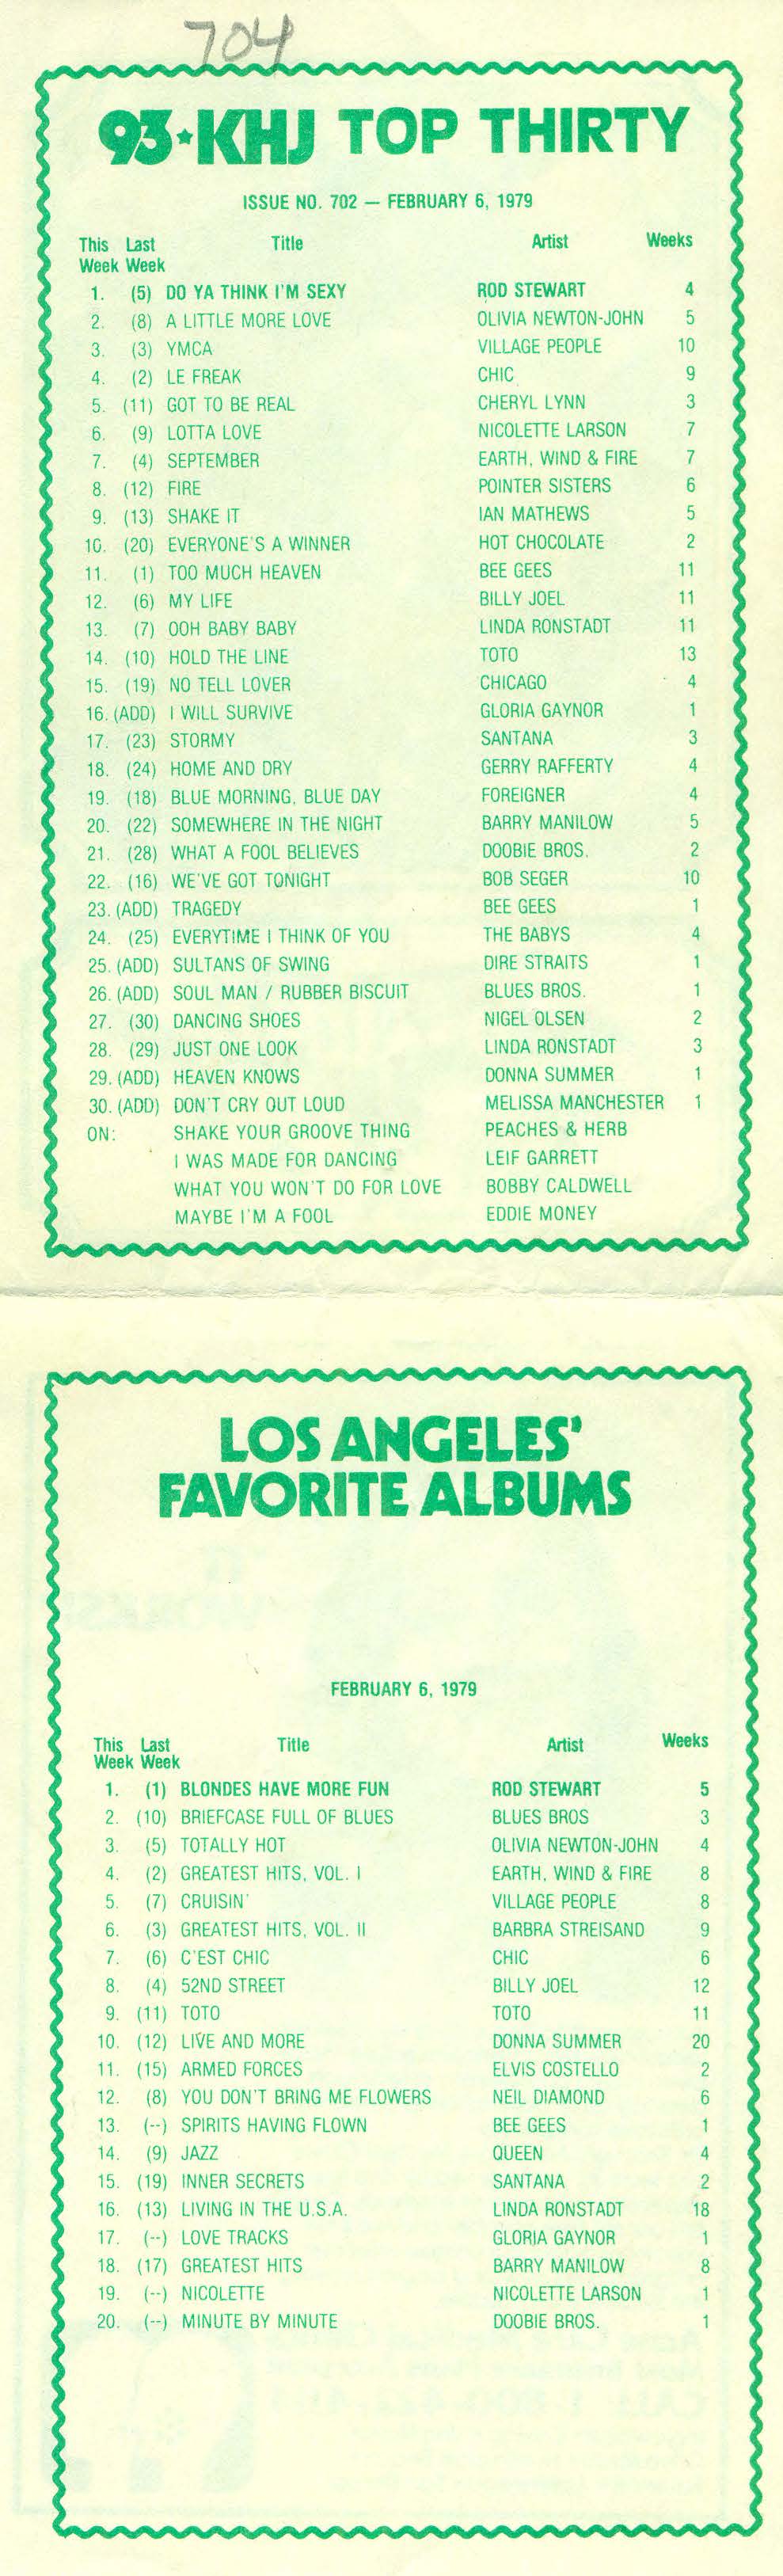 704
93★KHJ TOP THIRTY
ISSUE NO. 702 — FEBRUARY 6, 1979
This Last Title Artist Weeks
Week Week
1. (5) DO YA THINK I'M SEXY ROD STEWART 4
2. (8) A LITTLE MORE LOVE OLIVIA NEWTON-JOHN 5
3. (3) YMCA VILLAGE PEOPLE 10
4. (2) LE FREAK CHIC 9
5. (11) GOT TO BE REAL CHERYL LYNN 3
6. (9) LOTTA LOVE NICOLETTE LARSON 7
7. (4) SEPTEMBER EARTH, WIND & FIRE 7
8. (12) FIRE POINTER SISTERS 6
9. (13) SHAKE IT IAN MATHEWS 5
10. (20) EVERYONE'S A WINNER HOT CHOCOLATE 2
11. (1) TOO MUCH HEAVEN BEE GEES 11
12. (6) MY LIFE BILLY JOEL 11
13. (7) OOH BABY BABY LINDA RONSTADT 11
14. (10) HOLD THE LINE TOTO 13
15. (19) NO TELL LOVER CHICAGO 4
16. (ADD) I WILL SURVIVE GLORIA GAYNOR 1
17. (23) STORMY SANTANA 3
18. (24) HOME AND DRY GERRY RAFFERTY 4
19. (18) BLUE MORNING, BLUE DAY FOREIGNER 4
20. (22) SOMEWHERE IN THE NIGHT BARRY MANILOW 5
21. (28) WHAT A FOOL BELIEVES DOOBIE BROS. 2
22. (16) WE'VE GOT TONIGHT BOB SEGER 10
23. (ADD) TRAGEDY BEE GEES 1
24. (25) EVERYTIME I THINK OF YOU THE BABYS 4
25. (ADD) SULTANS OF SWING DIRE STRAITS 1
26. (ADD) SOUL MAN / RUBBER BISCUIT BLUES BROS. 1
27. (30) DANCING SHOES NIGEL OLSEN 2
28. (29) JUST ONE LOOK LINDA RONSTADT 3
29. (ADD) HEAVEN KNOWS DONNA SUMMER 1
30. (ADD) DON'T CRY OUT LOUD MELISSA MANCHESTER 1
ON: SHAKE YOUR GROOVE THING PEACHES & HERB
I WAS MADE FOR DANCING LEIF GARRETT
WHAT YOU WON'T DO FOR LOVE BOBBY CALDWELL
MAYBE I'M A FOOL EDDIE MONEY
LOS ANGELES'
FAVORITE ALBUMS
FEBRUARY 6, 1979
This Last Title Artist Weeks
Week Week
1. (1) BLONDES HAVE MORE FUN ROD STEWART 5
2. (10) BRIEFCASE FULL OF BLUES BLUES BROS 3
3. (5) TOTALLY HOT OLIVIA NEWTON-JOHN 4
4. (2) GREATEST HITS, VOL. I EARTH, WIND & FIRE 8
5. (7) CRUISIN' VILLAGE PEOPLE 8
6. (3) GREATEST HITS, VOL. II BARBRA STREISAND 9
7. (6) C'EST CHIC CHIC 6
8. (4) 52ND STREET BILLY JOEL 12
9. (11) TOTO TOTO 11
10. (12) LIVE AND MORE DONNA SUMMER 20
11. (15) ARMED FORCES ELVIS COSTELLO 2
12. (8) YOU DON'T BRING ME FLOWERS NEIL DIAMOND 6
13. (--) SPIRITS HAVING FLOWN BEE GEES 1
14. (9) JAZZ QUEEN 4
15. (19) INNER SECRETS SANTANA 2
16. (13) LIVING IN THE U.S.A. LINDA RONSTADT 18
17. (--) LOVE TRACKS GLORIA GAYNOR 1
18. (17) GREATEST HITS BARRY MANILOW 8
19. (--) NICOLETTE NICOLETTE LARSON 1
20. (--) MINUTE BY MINUTE DOOBIE BROS. 1